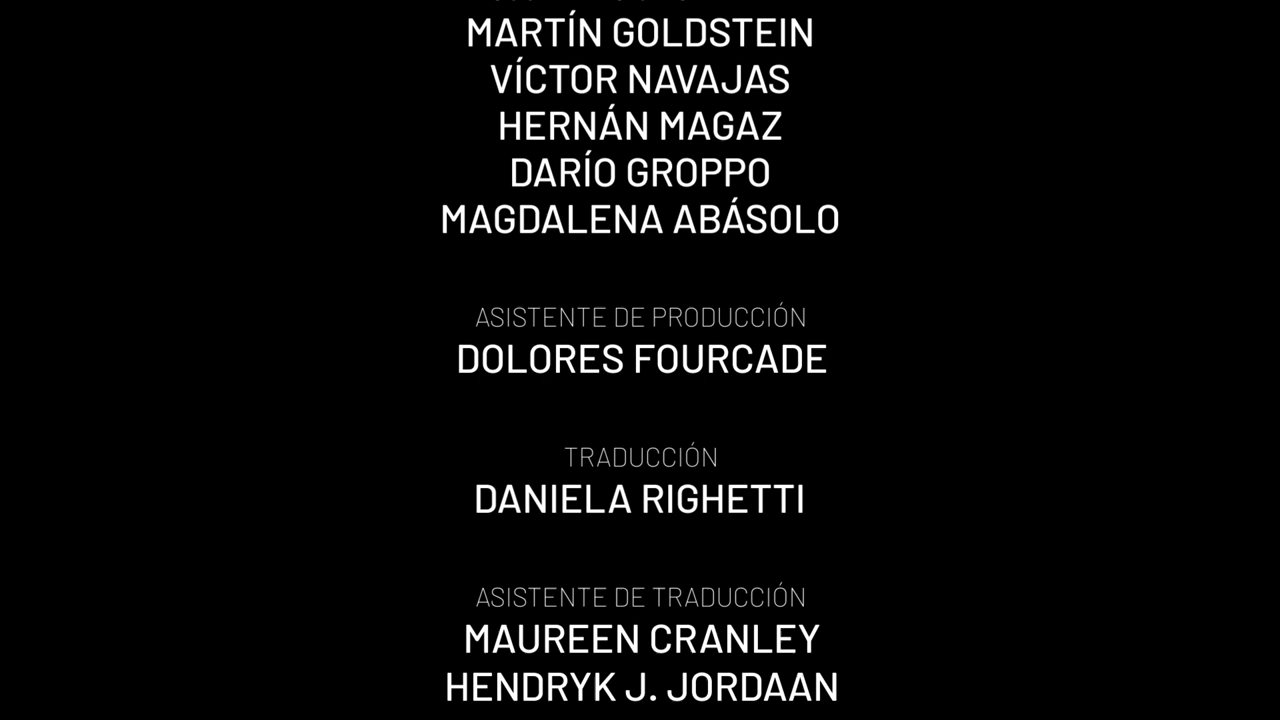 MARTÍN GOLDSTEIN
VÍCTOR NAVAJAS
HERNÁN MAGAZ
DARÍO GROPPO
MAGDALENA ABÁSOLO
ASISTENTE DE PRODUCCIÓN
DOLORES FOURCADE
TRADUCCIÓN
DANIELA RIGHETTI
ASISTENTE DE TRADUCCIÓN
MAUREEN CRANLEY
HENDRYK J. JORDAAN